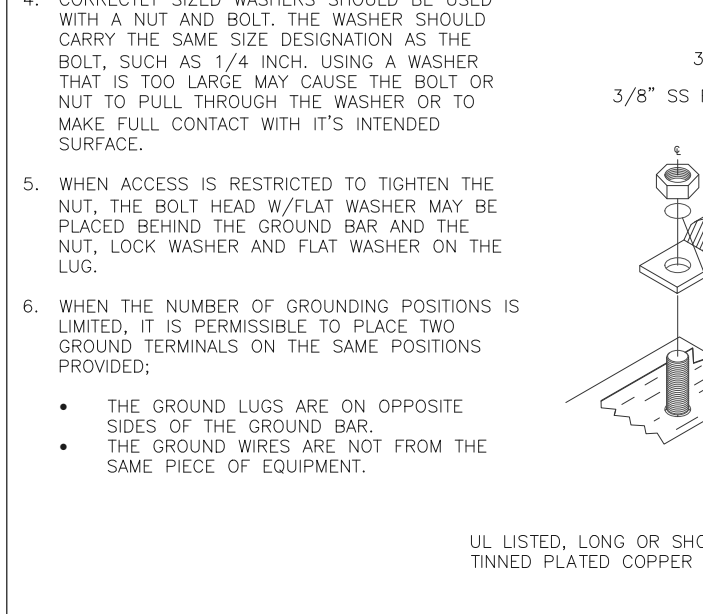 4. CORRECTLY SIZED WASHERS SHOULD BE USED
WITH A NUT AND BOLT. THE WASHER SHOULD
CARRY THE SAME SIZE DESIGNATION AS THE
BOLT, SUCH AS 1/4 INCH. USING A WASHER
THAT IS TOO LARGE MAY CAUSE THE BOLT OR
NUT TO PULL THROUGH THE WASHER OR TO
MAKE FULL CONTACT WITH IT'S INTENDED
SURFACE.
5. WHEN ACCESS IS RESTRICTED TO TIGHTEN THE
NUT, THE BOLT HEAD W/FLAT WASHER MAY BE
PLACED BEHIND THE GROUND BAR AND THE
NUT, LOCK WASHER AND FLAT WASHER ON THE
LUG.
6. WHEN THE NUMBER OF GROUNDING POSITIONS IS
LIMITED, IT IS PERMISSIBLE TO PLACE TWO
GROUND TERMINALS ON THE SAME POSITIONS
PROVIDED;
• THE GROUND LUGS ARE ON OPPOSITE
SIDES OF THE GROUND BAR.
• THE GROUND WIRES ARE NOT FROM THE
SAME PIECE OF EQUIPMENT.
3
3/8" SS
℄
UL LISTED, LONG OR SHO
TINNED PLATED COPPER